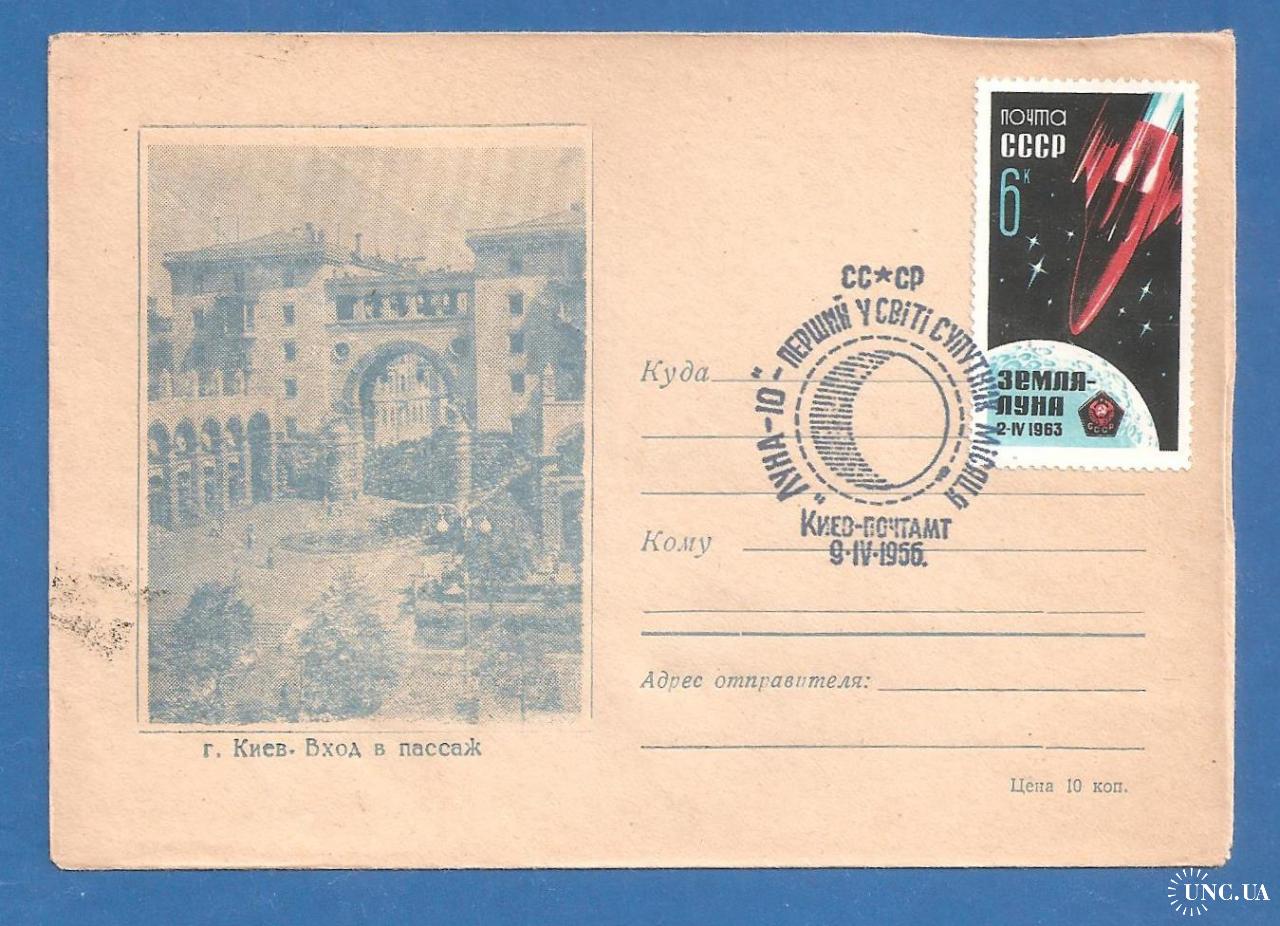 почта
СССР
6К
ЗЕМЛЯ-
ЛУНА
2-IV 1963
СССР
СС★СР
"ЛУНА-10"-ПЕРШИЙ У СВІТІ СУПУТНИК МІСЯЦЯ
КИЕВ-ПОЧТАМТ
9·IV·1956.
Куда
Кому
Адрес отправителя:
Цена 10 коп.
г. Киев. Вход в пассаж
UNC.UA